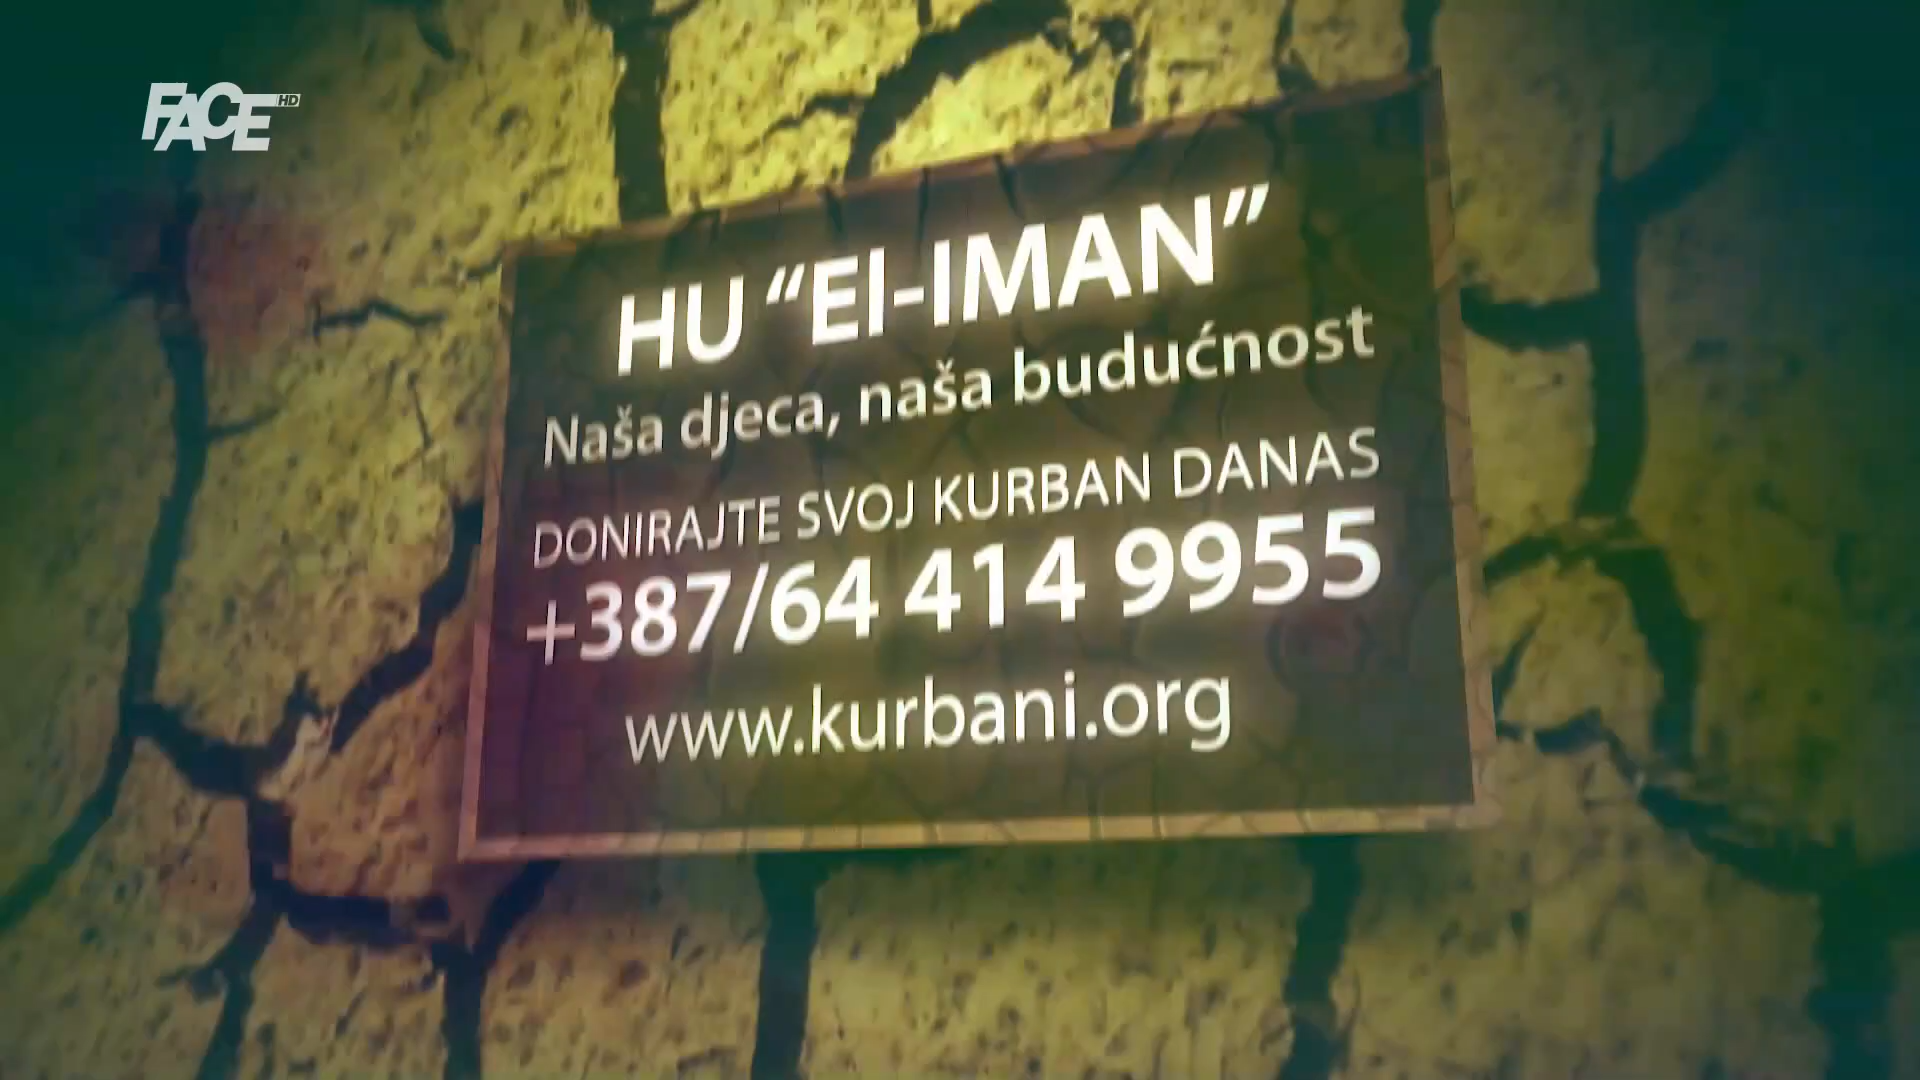 FACE HD
HU “El-IMAN”
Naša djeca, naša budućnost
DONIRAJTE SVOJ KURBAN DANAS
+387/64 414 9955
www.kurbani.org